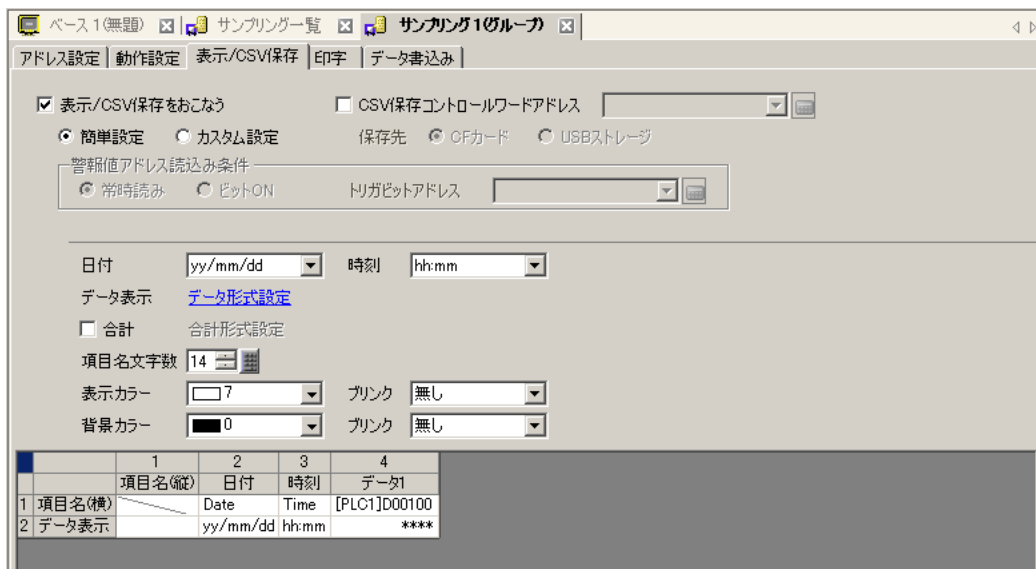 ベース1(無題) サンプリング一覧 サンプリング1(グループ)
アドレス設定 動作設定 表示/CSV保存 印字 データ書込み
表示/CSV保存をおこなう CSV保存コントロールワードアドレス
簡単設定 カスタム設定 保存先 CFカード USBストレージ
警報値アドレス読込み条件
常時読み ビットON トリガビットアドレス
日付 yy/mm/dd 時刻 hh:mm
データ表示 データ形式設定
合計 合計形式設定
項目名文字数 14
表示カラー 7 ブリンク 無し
背景カラー 0 ブリンク 無し
1 2 3 4
項目名(縦) 日付 時刻 データ1
1 項目名(横) Date Time [PLC1]D00100
2 データ表示 yy/mm/dd hh:mm ****